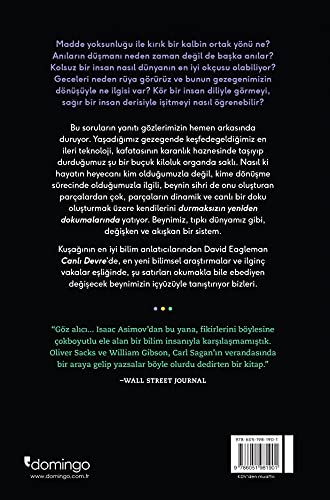 Madde yoksunluğu ile kırık bir kalbin ortak yönü ne?
Anıların düşmanı neden zaman değil de başka anılar?
Kolsuz bir insan nasıl dünyanın en iyi okçusu olabiliyor?
Geceleri neden rüya görürüz ve bunun gezegenimizin
dönüşüyle ne ilgisi var? Kör bir insan diliyle görmeyi,
sağır bir insan derisiyle işitmeyi nasıl öğrenebilir?
Bu soruların yanıtı gözlerimizin hemen arkasında
duruyor. Yaşadığımız gezegende keşfedegeldiğimiz en
ileri teknoloji, kafatasının karanlık haznesinde taşıyıp
durduğumuz şu bir buçuk kiloluk organda saklı. Nasıl ki
hayatın heyecanı kim olduğumuzla değil, kime dönüşme
sürecinde olduğumuzla ilgili, beynin sihri de onu oluşturan
parçalardan çok, parçaların dinamik ve canlı bir doku
oluşturmak üzere kendilerini durmaksızın yeniden
dokumalarında yatıyor. Beynimiz, tıpkı dünyamız gibi,
değişken ve akışkan bir sistem.
Kuşağının en iyi bilim anlatıcılarından David Eagleman
Canlı Devre'de, en yeni bilimsel araştırmalar ve ilginç
vakalar eşliğinde, şu satırları okumakla bile ebediyen
değişecek beynimizin içyüzüyle tanıştırıyor bizleri.
"Göz alıcı... Isaac Asimov'dan bu yana, fikirlerini böylesine
çokboyutlu ele alan bir bilim insanıyla karşılaşmamıştık.
Oliver Sacks ve William Gibson, Carl Sagan'ın verandasında
bir araya gelip yazsalar böyle olurdu dedirten bir kitap."
–WALL STREET JOURNAL
domingo
www.domingo.com.tr
ISBN 978-605-198-190-1
9 786051 981901
KDV'den muaftır.